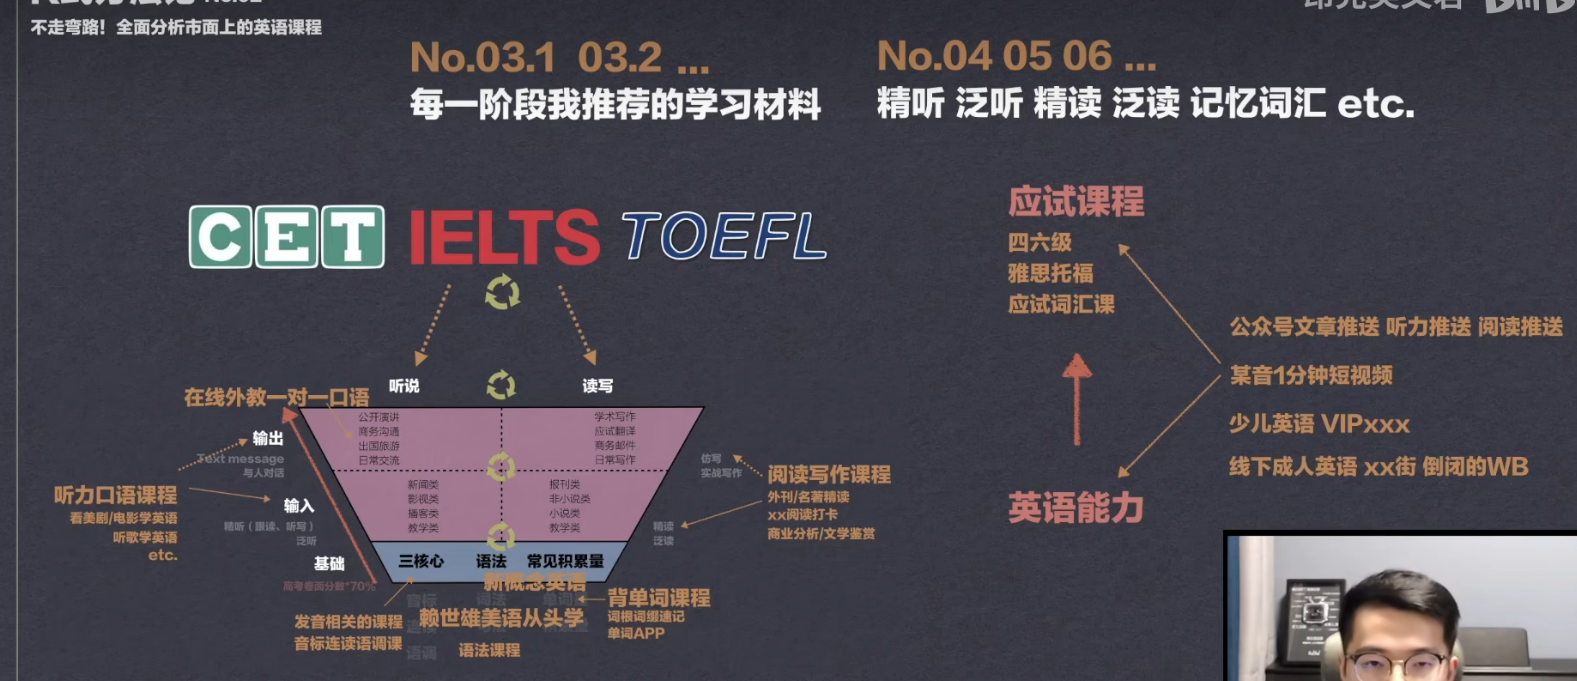 No.02
不走弯路！全面分析市面上的英语课程
No.03.1 03.2 ...
每一阶段我推荐的学习材料
No.04 05 06 ...
精听 泛听 精读 泛读 记忆词汇 etc.
CET IELTS TOEFL
应试课程
四六级
雅思托福
应试词汇课
公众号文章推送 听力推送 阅读推送
某音1分钟短视频
少儿英语 VIPxxx
线下成人英语 xx街 倒闭的WB
英语能力
听说
读写
在线外教一对一口语
公开演讲
商务沟通
出国旅游
日常交流
学术写作
应试翻译
商务邮件
日常写作
输出
Text message
与人对话
仿写
实战写作
听力口语课程
看美剧/电影学英语
听歌学英语
etc.
输入
精听（跟读、听写）
泛听
新闻类
影视类
播客类
教学类
报刊类
非小说类
小说类
教学类
精读
泛读
阅读写作课程
外刊/名著精读
xx阅读打卡
商业分析/文学鉴赏
基础
高考卷面分数*70%
三核心 语法 常见积累量
新概念英语
音标
词法
单词
背单词课程
词根词缀速记
单词APP
发音相关的课程
音标连读语调课
赖世雄美语从头学
语调
语法课程